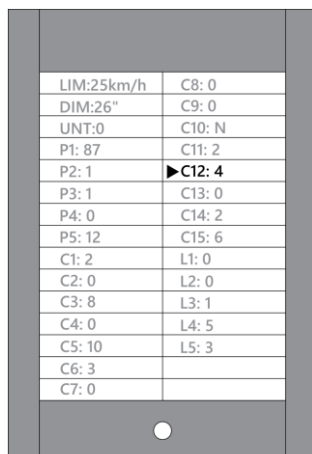 LIM:25km/h
DIM:26"
UNT:0
P1: 87
P2: 1
P3: 1
P4: 0
P5: 12
C1: 2
C2: 0
C3: 8
C4: 0
C5: 10
C6: 3
C7: 0
C8: 0
C9: 0
C10: N
C11: 2
▶C12: 4
C13: 0
C14: 2
C15: 6
L1: 0
L2: 0
L3: 1
L4: 5
L5: 3